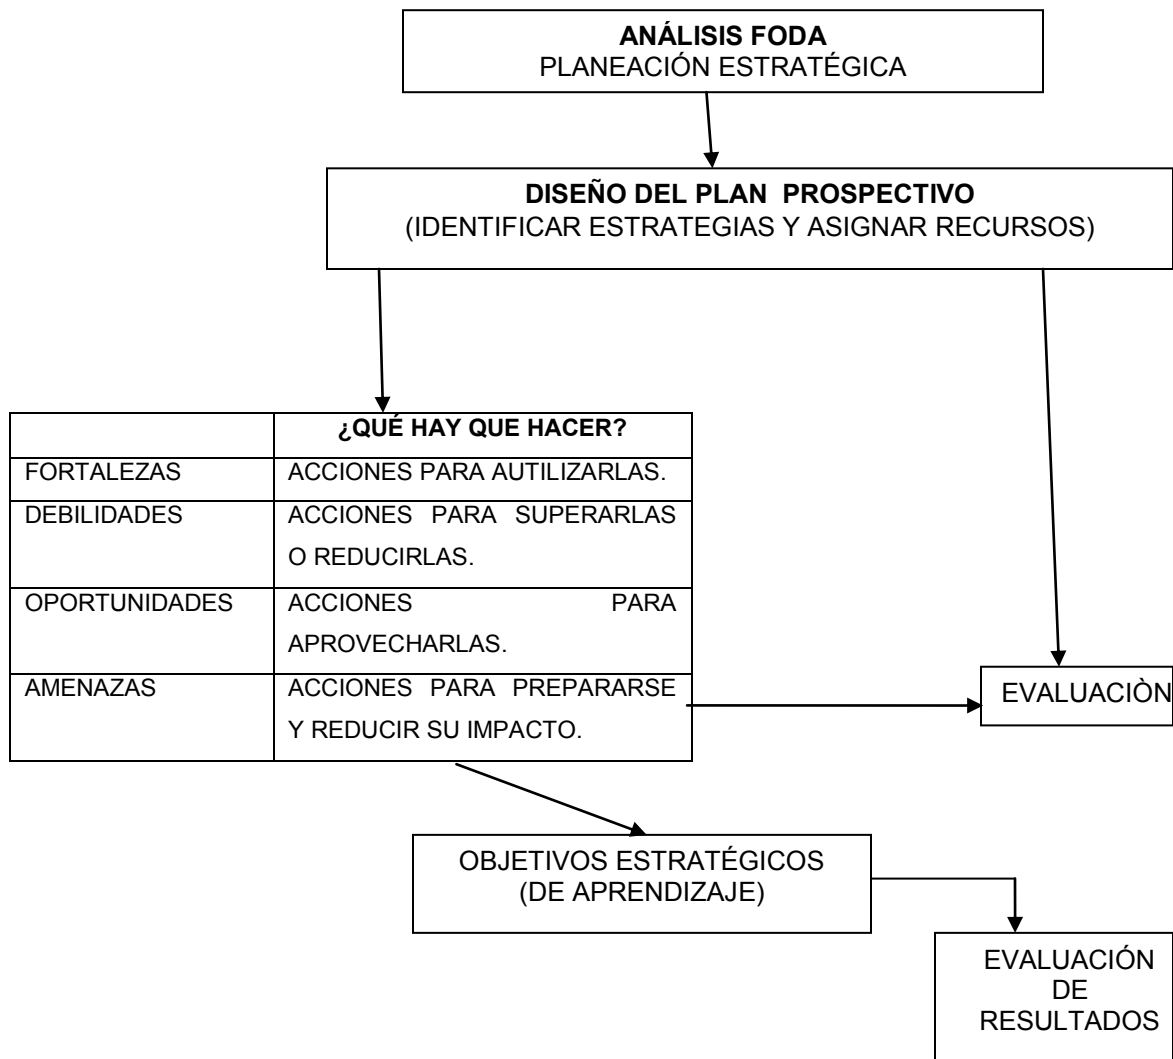 ANÁLISIS FODA
PLANEACIÓN ESTRATÉGICA
DISEÑO DEL PLAN PROSPECTIVO
(IDENTIFICAR ESTRATEGIAS Y ASIGNAR RECURSOS)
¿QUÉ HAY QUE HACER?
FORTALEZAS
ACCIONES PARA AUTILIZARLAS.
DEBILIDADES
ACCIONES PARA SUPERARLAS
O REDUCIRLAS.
OPORTUNIDADES
ACCIONES PARA
APROVECHARLAS.
AMENAZAS
ACCIONES PARA PREPARARSE
Y REDUCIR SU IMPACTO.
EVALUACIÒN
OBJETIVOS ESTRATÉGICOS
(DE APRENDIZAJE)
EVALUACIÓN
DE
RESULTADOS